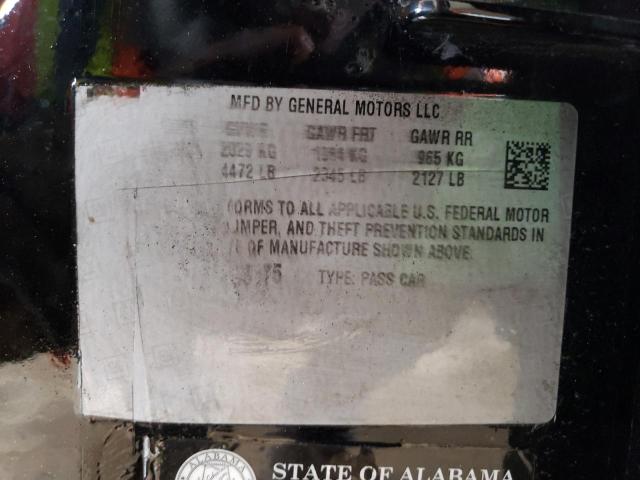 MFD BY GENERAL MOTORS LLC
GAWR FRT GAWR RR
2029 KG 965 KG
4472 LB 2345 LB 2127 LB
ORMS TO ALL APPLICABLE U.S. FEDERAL MOTOR
UMPER, AND THEFT PREVENTION STANDARDS IN
OF MANUFACTURE SHOWN ABOVE.
TYPE: PASS CAR
ALABAMA
STATE OF ALABAMA